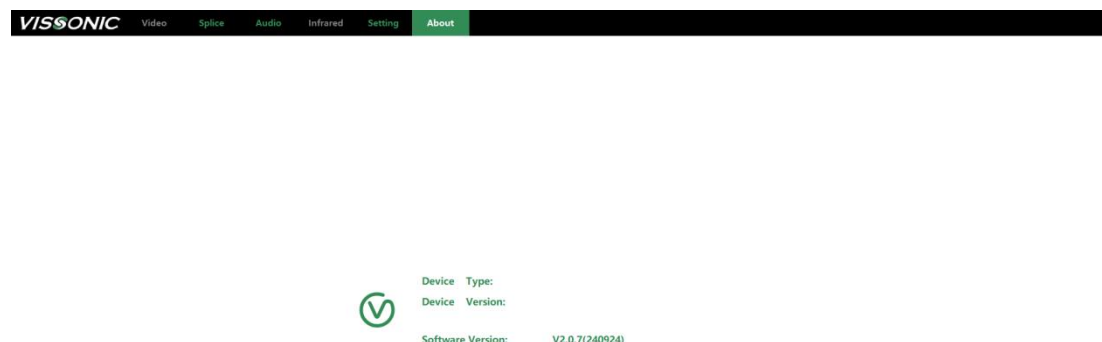 VISSONIC Video Splice Audio Infrared Setting About
Device Type:
Device Version:
Software Version: V2.0.7(240924)